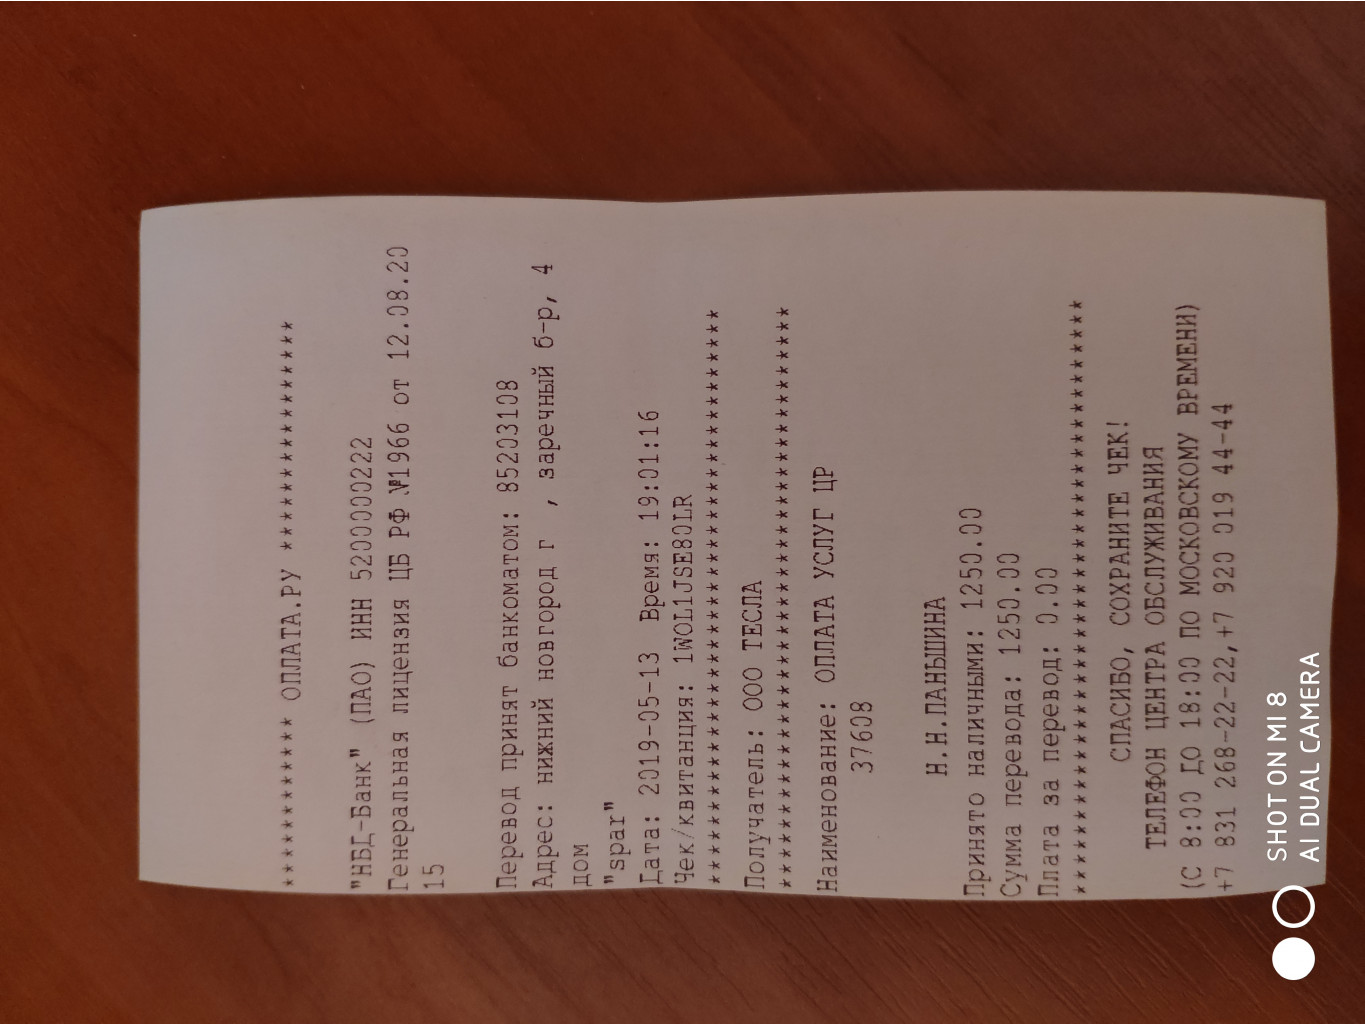 ************ ОПЛАТА.РУ *****************
"НБД-Банк" (ПАО) ИНН 5200000222
Генеральная лицензия ЦБ РФ №1966 от 12.08.20
15
Перевод принят банкоматом: 85203108
Адрес: нижний новгород г , заречный б-р, 4
дом
"spar"
Дата: 2019-05-13 Время: 19:01:16
Чек/квитанция: 1WOL1JSE80LR
******************************************
Получатель: ООО ТЕСЛА
******************************************
Наименование: ОПЛАТА УСЛУГ ЦР
37608
Н.Н.ПАНЬШИНА
Принято наличными: 1250.00
Сумма перевода: 1250.00
Плата за перевод: 0.00
******************************************
СПАСИБО, СОХРАНИТЕ ЧЕК!
ТЕЛЕФОН ЦЕНТРА ОБСЛУЖИВАНИЯ
(С 8:00 ДО 18:00 ПО МОСКОВСКОМУ ВРЕМЕНИ)
+7 831 268-22-22,+7 920 019 44-44
SHOT ON MI 8
AI DUAL CAMERA